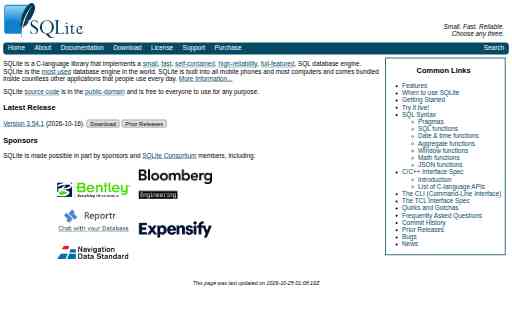 SQLite
Small. Fast. Reliable.
Choose any three.
Home About Documentation Download License Support Purchase Search
SQLite is a C-language library that implements a small, fast, self-contained, high-reliability, full-featured, SQL database engine.
SQLite is the most used database engine in the world. SQLite is built into all mobile phones and most computers and comes bundled
inside countless other applications that people use every day. More Information...
SQLite source code is in the public-domain and is free to everyone to use for any purpose.
Latest Release
Version 3.54.1 (2026-10-16). Download Prior Releases
Sponsors
SQLite is made possible in part by sponsors and SQLite Consortium members, including:
Bentley
Bloomberg
Engineering
Reportr
Chat with your Database
Expensify
Navigation
Data Standard
Common Links
Features
When to use SQLite
Getting Started
Try it live!
SQL Syntax
Pragmas
SQL functions
Date & time functions
Aggregate functions
Window functions
Math functions
JSON functions
C/C++ Interface Spec
Introduction
List of C-language APIs
The CLI (Command-Line Interface)
The TCL Interface Spec
Quirks and Gotchas
Frequently Asked Questions
Commit History
Prior Releases
Bugs
News
This page was last updated on